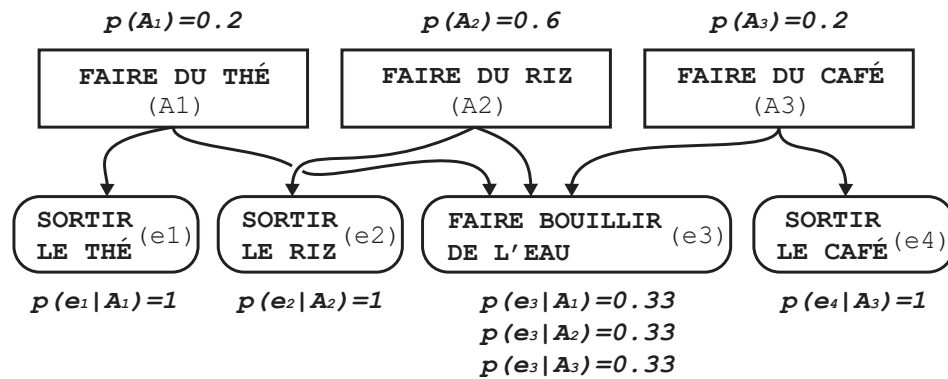 p(A₁)=0.2 p(A₂)=0.6 p(A₃)=0.2
FAIRE DU THÉ
(A1)
FAIRE DU RIZ
(A2)
FAIRE DU CAFÉ
(A3)
SORTIR
LE THÉ (e1)
SORTIR
LE RIZ (e2)
FAIRE BOUILLIR
DE L'EAU (e3)
SORTIR
LE CAFÉ (e4)
p(e₁|A₁)=1
p(e₂|A₂)=1
p(e₃|A₁)=0.33
p(e₃|A₂)=0.33
p(e₃|A₃)=0.33
p(e₄|A₃)=1